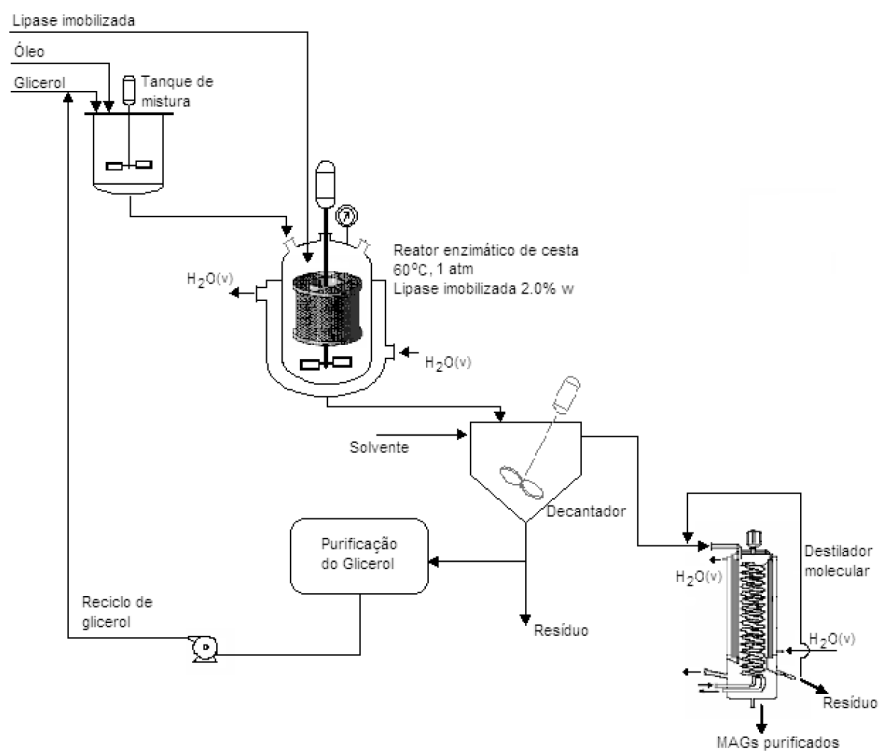 Lipase imobilizada
Óleo
Glicerol
Tanque de
mistura
Reator enzimático de cesta
60°C, 1 atm
Lipase imobilizada 2.0% w
H2O(v)
H2O(v)
Solvente
Decantador
Purificação
do Glicerol
Destilador
molecular
H2O(v)
Reciclo de
glicerol
Resíduo
H2O(v)
Resíduo
MAGs purificados